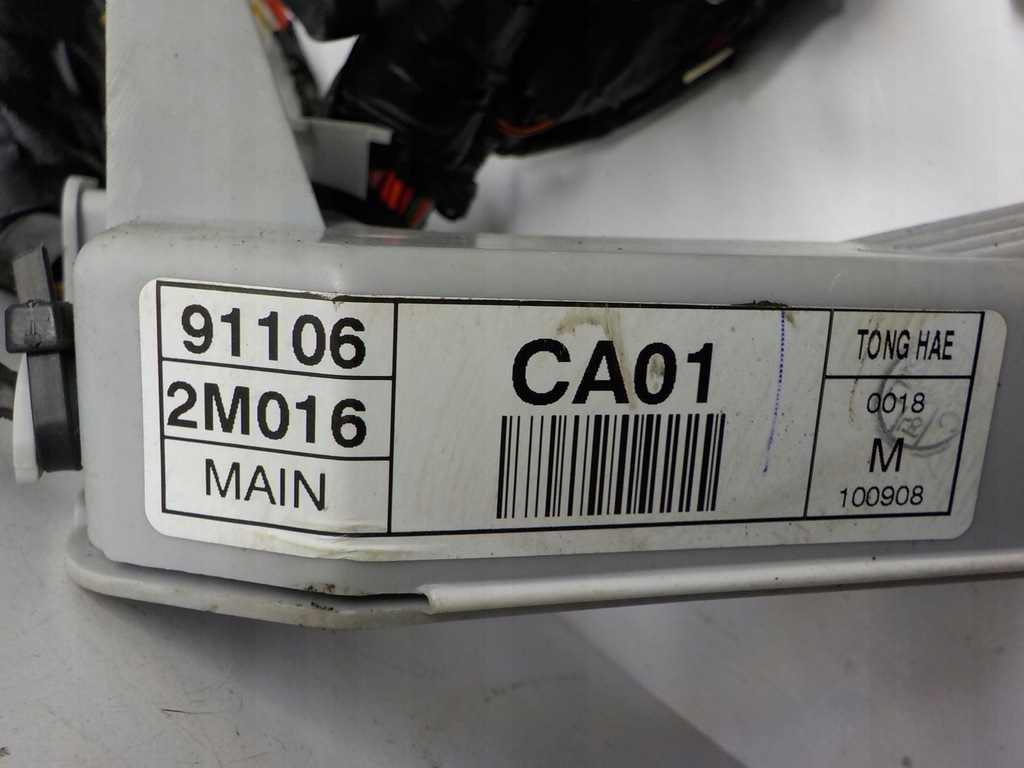 91106
2M016
MAIN
CA01
TONG HAE
0018
M
100908